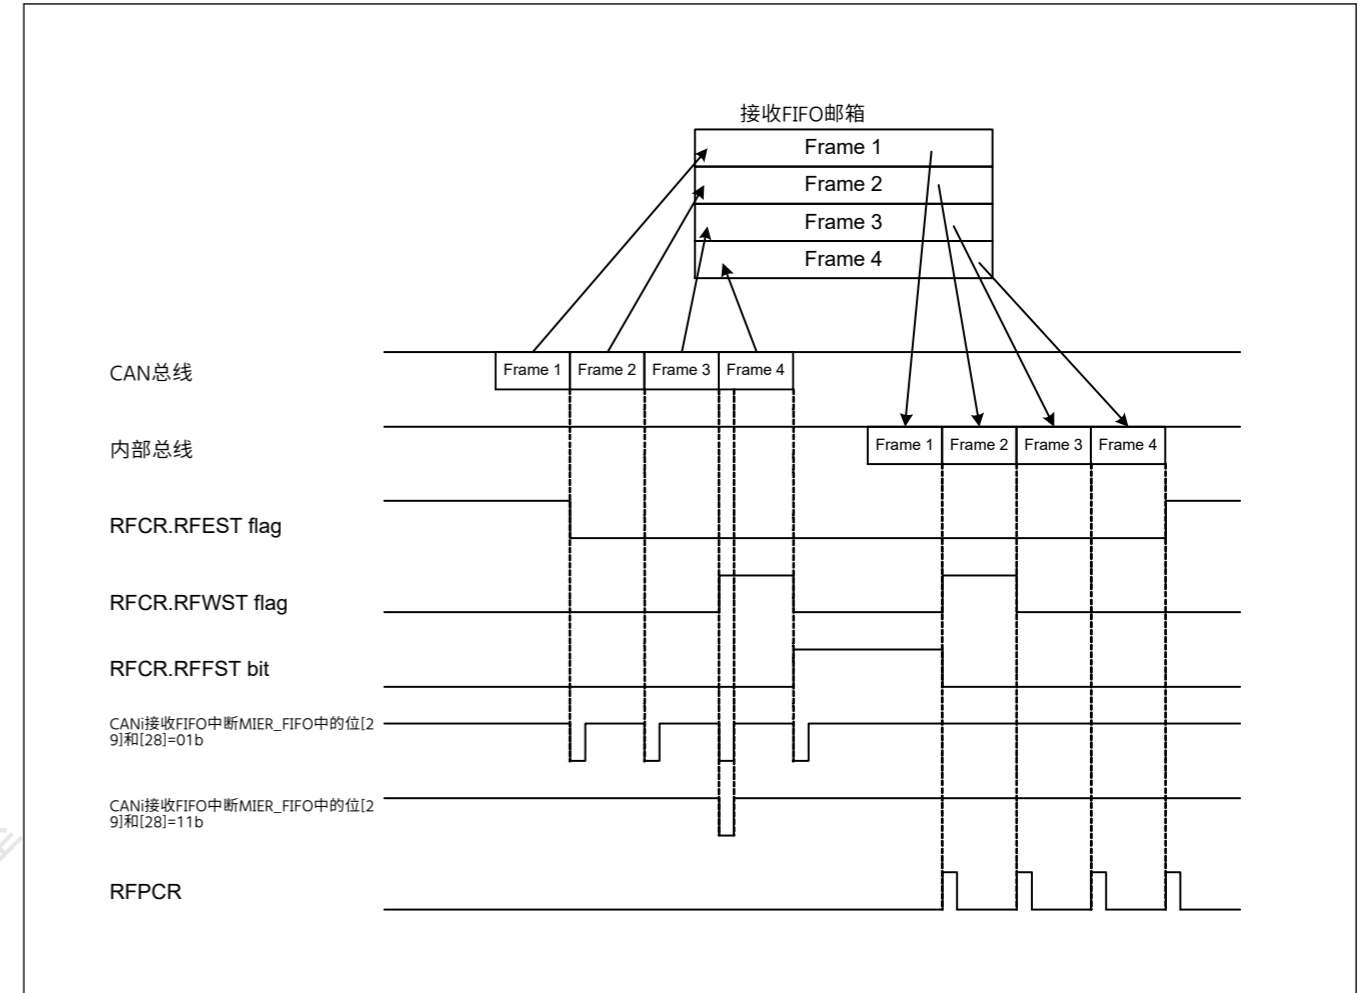 接收FIFO邮箱
Frame 1
Frame 2
Frame 3
Frame 4
CAN总线
Frame 1 Frame 2 Frame 3 Frame 4
内部总线
Frame 1 Frame 2 Frame 3 Frame 4
RFCR.RFEST flag
RFCR.RFWST flag
RFCR.RFFST bit
CANi接收FIFO中断MIER_FIFO中的位[2
9]和[28]=01b
CANi接收FIFO中断MIER_FIFO中的位[2
9]和[28]=11b
RFPCR